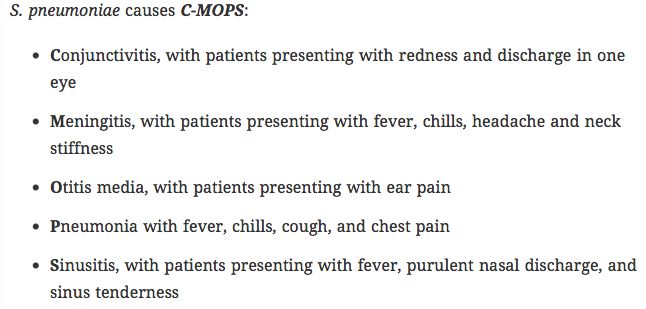 S. pneumoniae causes C-MOPS:
• Conjunctivitis, with patients presenting with redness and discharge in one
eye
• Meningitis, with patients presenting with fever, chills, headache and neck
stiffness
• Otitis media, with patients presenting with ear pain
• Pneumonia with fever, chills, cough, and chest pain
• Sinusitis, with patients presenting with fever, purulent nasal discharge, and
sinus tenderness